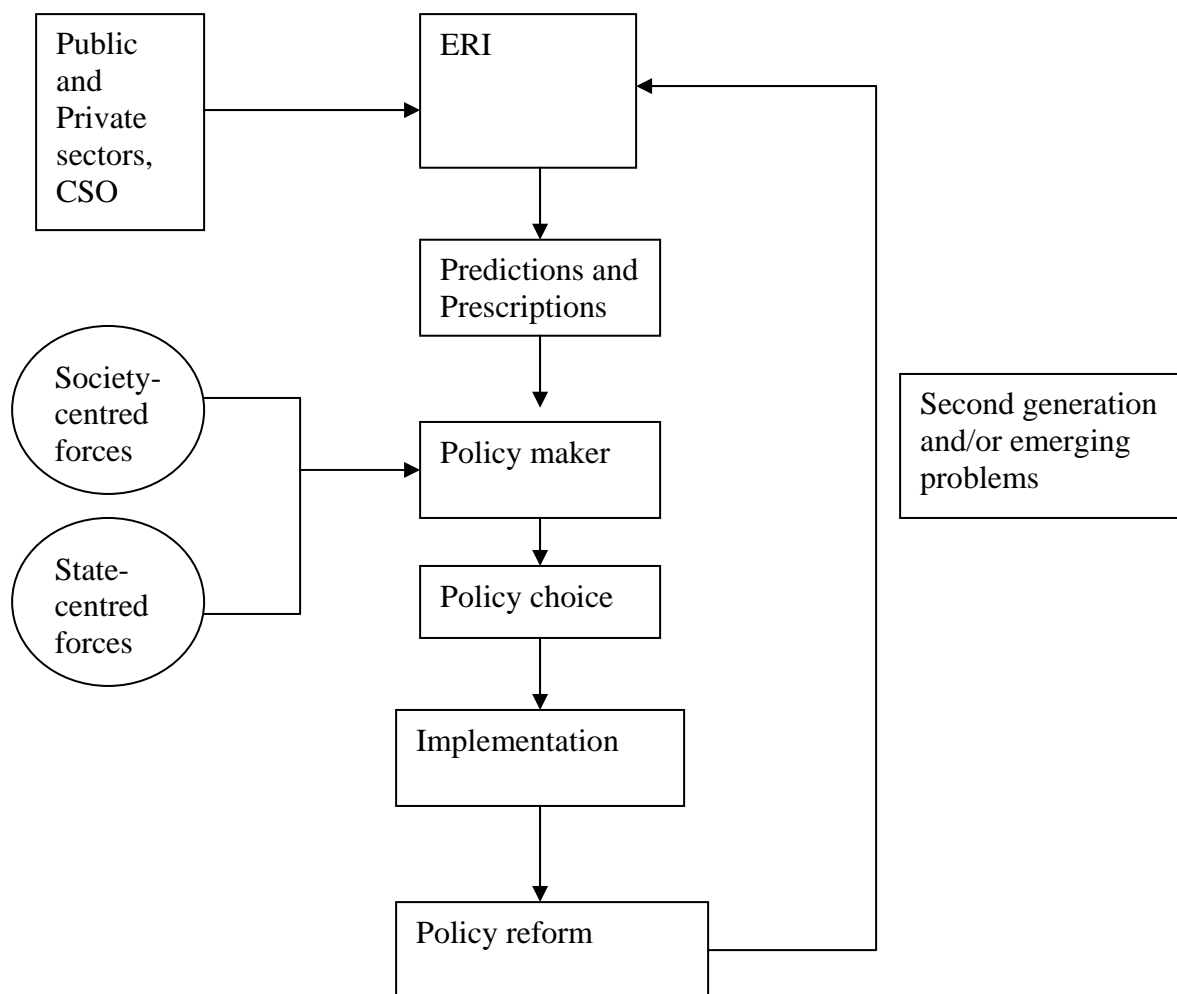 Public
and
Private
sectors,
CSO
ERI
Predictions and
Prescriptions
Society-
centred
forces
Policy maker
Second generation
and/or emerging
problems
State-
centred
forces
Policy choice
Implementation
Policy reform